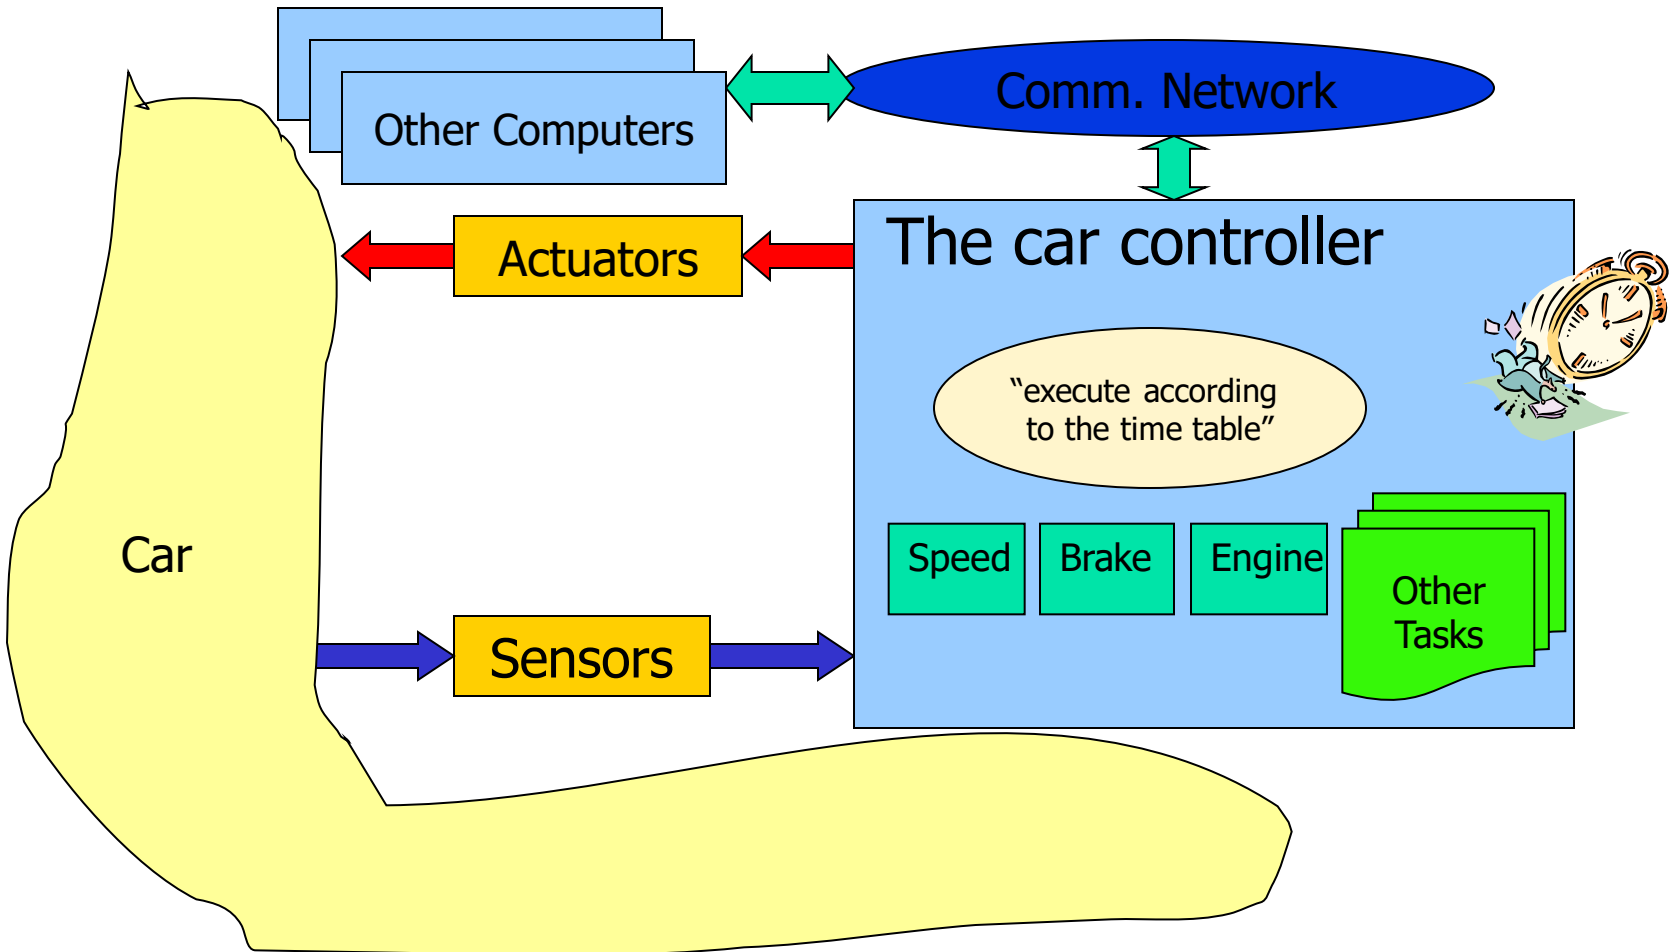 Other Computers
Comm. Network
The car controller
Actuators
“execute according
to the time table”
Car
Speed
Brake
Engine
Other
Tasks
Sensors